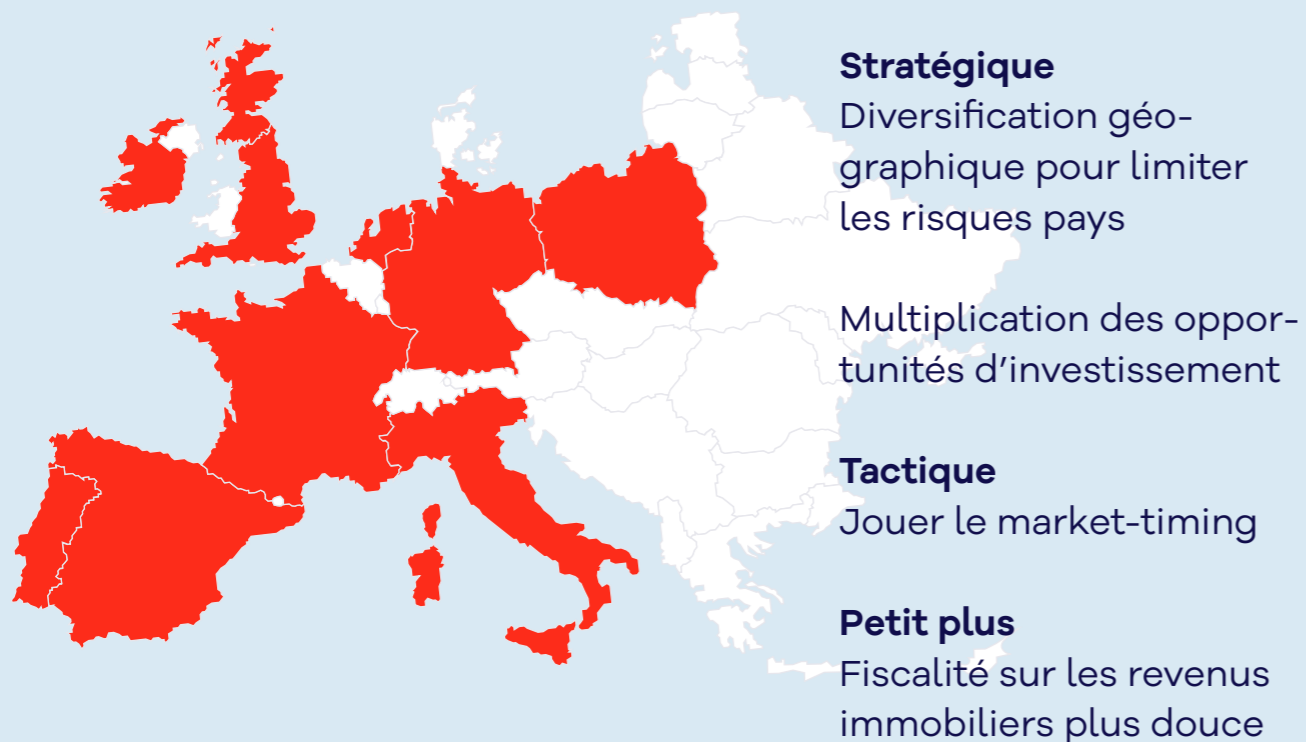 Stratégique
Diversification géo-
graphique pour limiter
les risques pays
Multiplication des oppor-
tunités d’investissement
Tactique
Jouer le market-timing
Petit plus
Fiscalité sur les revenus
immobiliers plus douce